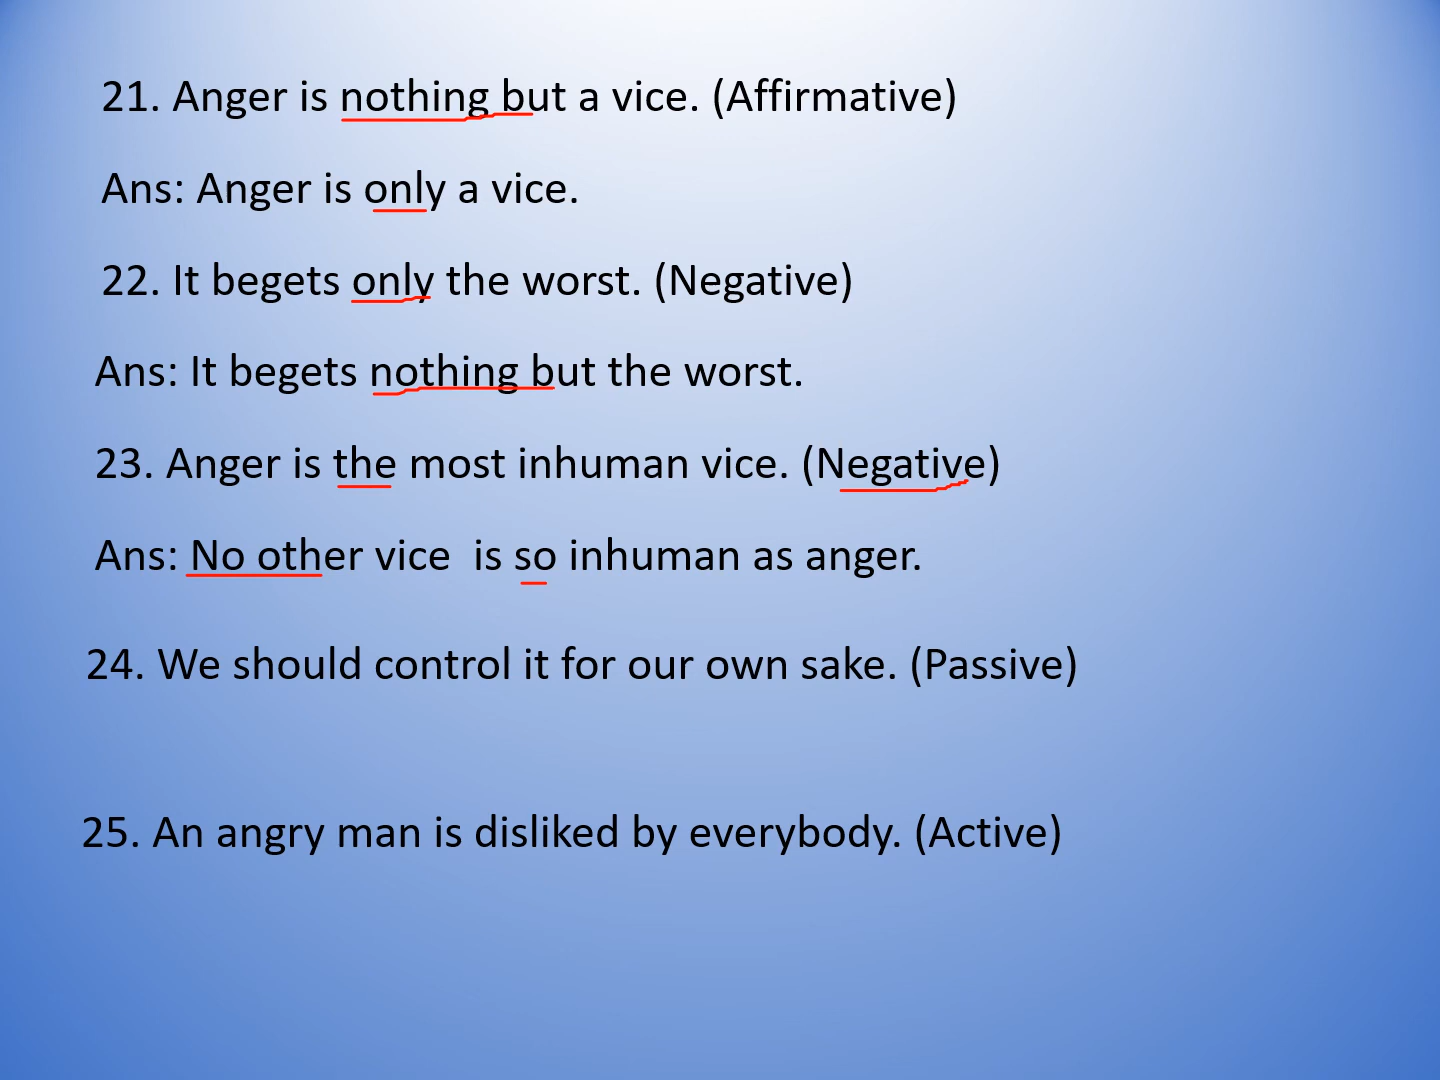 21. Anger is nothing but a vice. (Affirmative)
Ans: Anger is only a vice.
22. It begets only the worst. (Negative)
Ans: It begets nothing but the worst.
23. Anger is the most inhuman vice. (Negative)
Ans: No other vice  is so inhuman as anger.
24. We should control it for our own sake. (Passive)
25. An angry man is disliked by everybody. (Active)